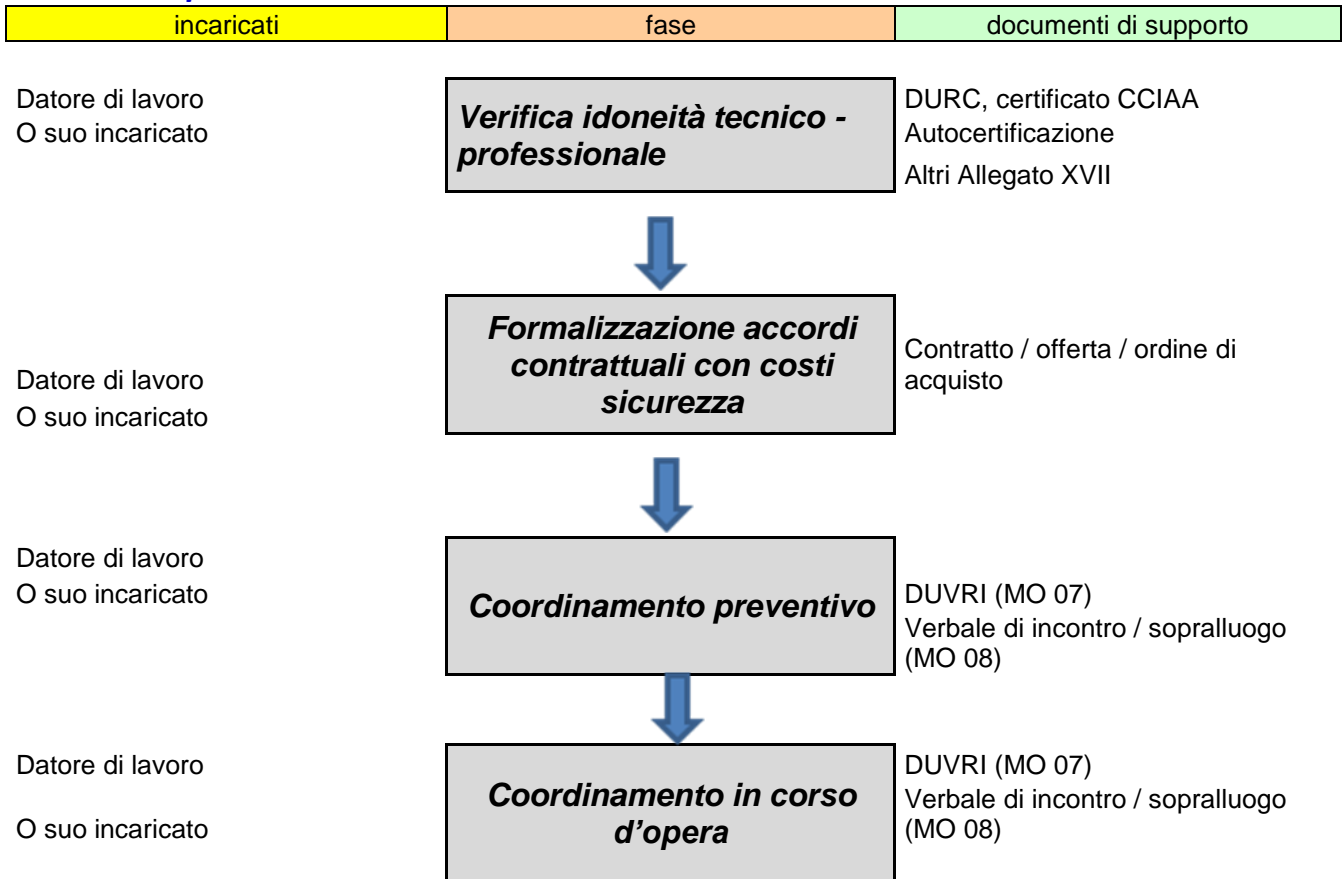 incaricati
fase
documenti di supporto
Datore di lavoro
O suo incaricato
Verifica idoneità tecnico -
professionale
DURC, certificato CCIAA
Autocertificazione
Altri Allegato XVII
Datore di lavoro
O suo incaricato
Formalizzazione accordi
contrattuali con costi
sicurezza
Contratto / offerta / ordine di
acquisto
Datore di lavoro
O suo incaricato
Coordinamento preventivo
DUVRI (MO 07)
Verbale di incontro / sopralluogo
(MO 08)
Datore di lavoro
O suo incaricato
Coordinamento in corso
d’opera
DUVRI (MO 07)
Verbale di incontro / sopralluogo
(MO 08)